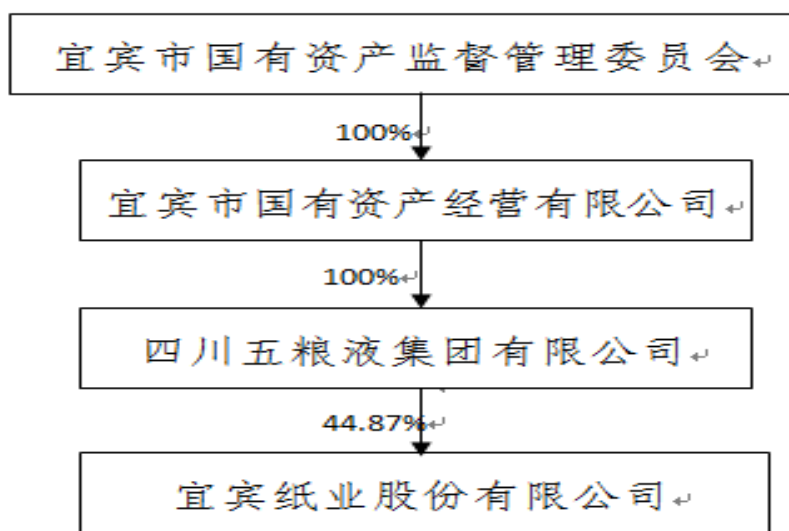 宜宾市国有资产监督管理委员会↵
100%↵
宜宾市国有资产经营有限公司↵
100%↵
四川五粮液集团有限公司↵
44.87%↵
宜宾纸业股份有限公司↵